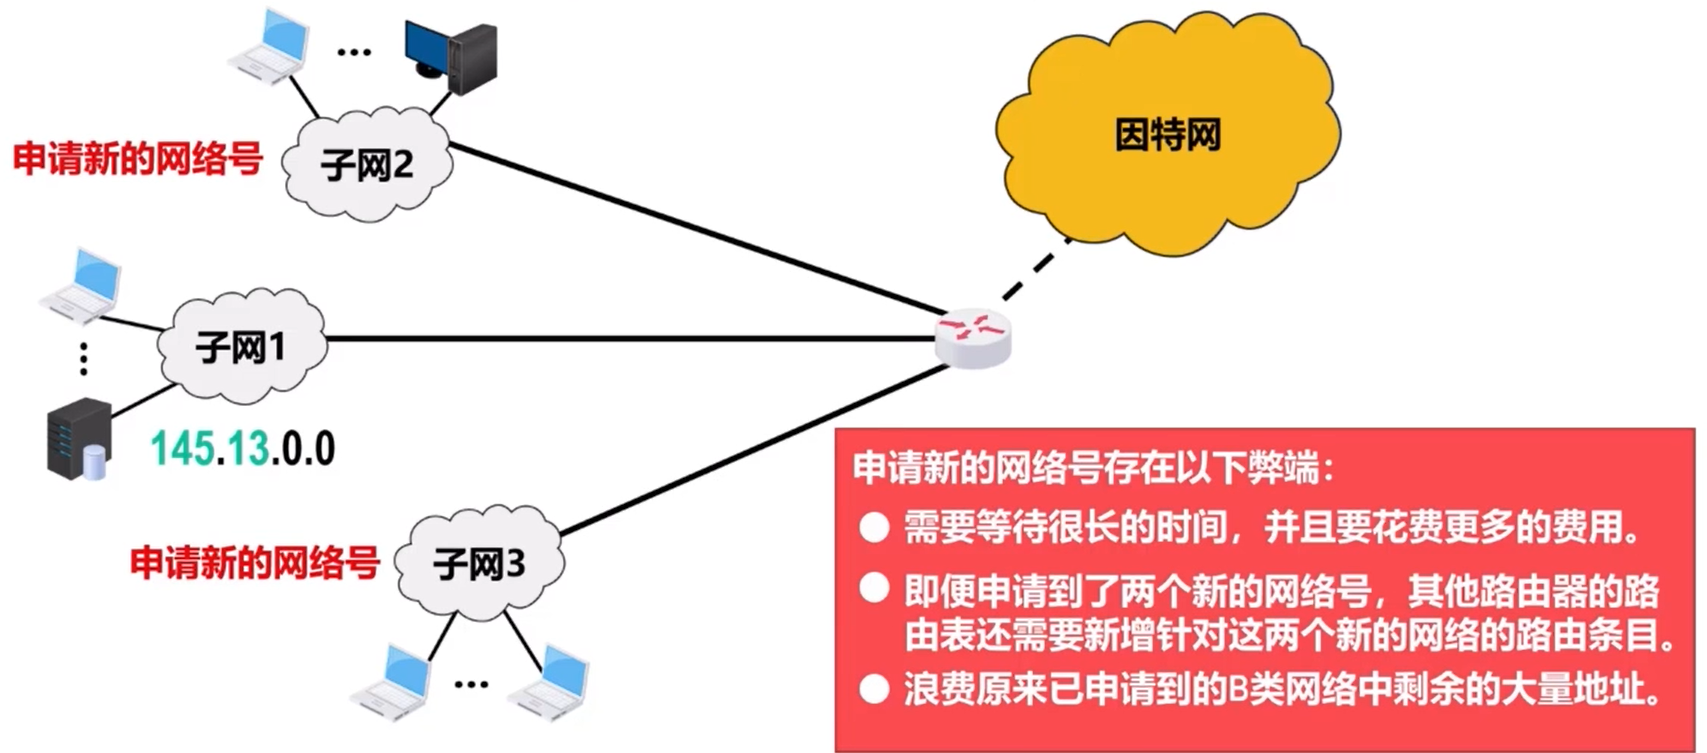 申请新的网络号
子网2
因特网
子网1
145.13.0.0
申请新的网络号
子网3
申请新的网络号存在以下弊端：
需要等待很长的时间，并且要花费更多的费用。
即便申请到了两个新的网络号，其他路由器的路
由表还需要新增针对这两个新的网络的路由条目。
浪费原来已申请到的B类网络中剩余的大量地址。